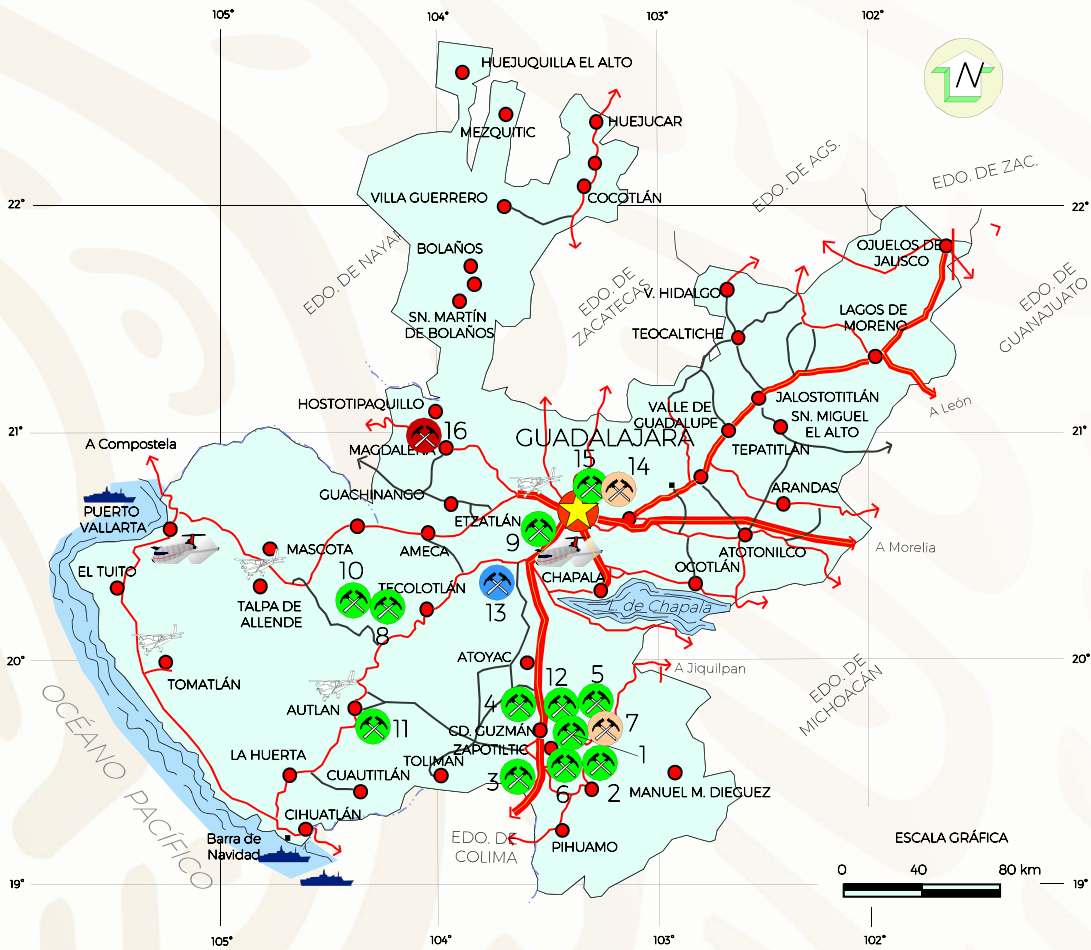 105°
104°
103°
102°
N
HUEJUQUILLA EL ALTO
MEZQUITIC
HUEJUCAR
EDO. DE AGS.
EDO. DE ZAC.
VILLA GUERRERO
COCOTLÁN
22°
22°
EDO. DE NAYAR
BOLAÑOS
SN. MARTÍN
DE BOLAÑOS
EDO. DE
ZACATECAS
V. HIDALGO
OJUELOS DE
JALISCO
EDO. DE
GUANAJUATO
TEOCALTICHE
LAGOS DE
MORENO
HOSTOTIPAQUILLO
JALOSTOTITLÁN
A León
VALLE DE
GUADALUPE
SN. MIGUEL
EL ALTO
21°
21°
16
A Compostela
MAGDALENA
GUADALAJARA
TEPATITLÁN
15
14
GUACHINANGO
ARANDAS
PUERTO
VALLARTA
ETZATLÁN
9
AMECA
MASCOTA
ATOTONILCO
A Morelia
EL TUITO
10
TECOLOTLÁN
13
CHAPALA
OCOTLÁN
L. de Chapala
TALPA DE
ALLENDE
8
20°
20°
ATOYAC
A Jiquilpan
EDO. DE
MICHOACÁN
TOMATLÁN
12
5
4
AUTLÁN
11
CD. GUZMÁN
7
ZAPOTILTIC
1
LA HUERTA
TOLIMAN
CUAUTITLÁN
3
6
2
MANUEL M. DIEGUEZ
OCÉANO PACÍFICO
CIHUATLÁN
Barra de
Navidad
EDO. DE
COLIMA
PIHUAMO
ESCALA GRÁFICA
0
40
80 km
19°
19°
105°
104°
103°
102°